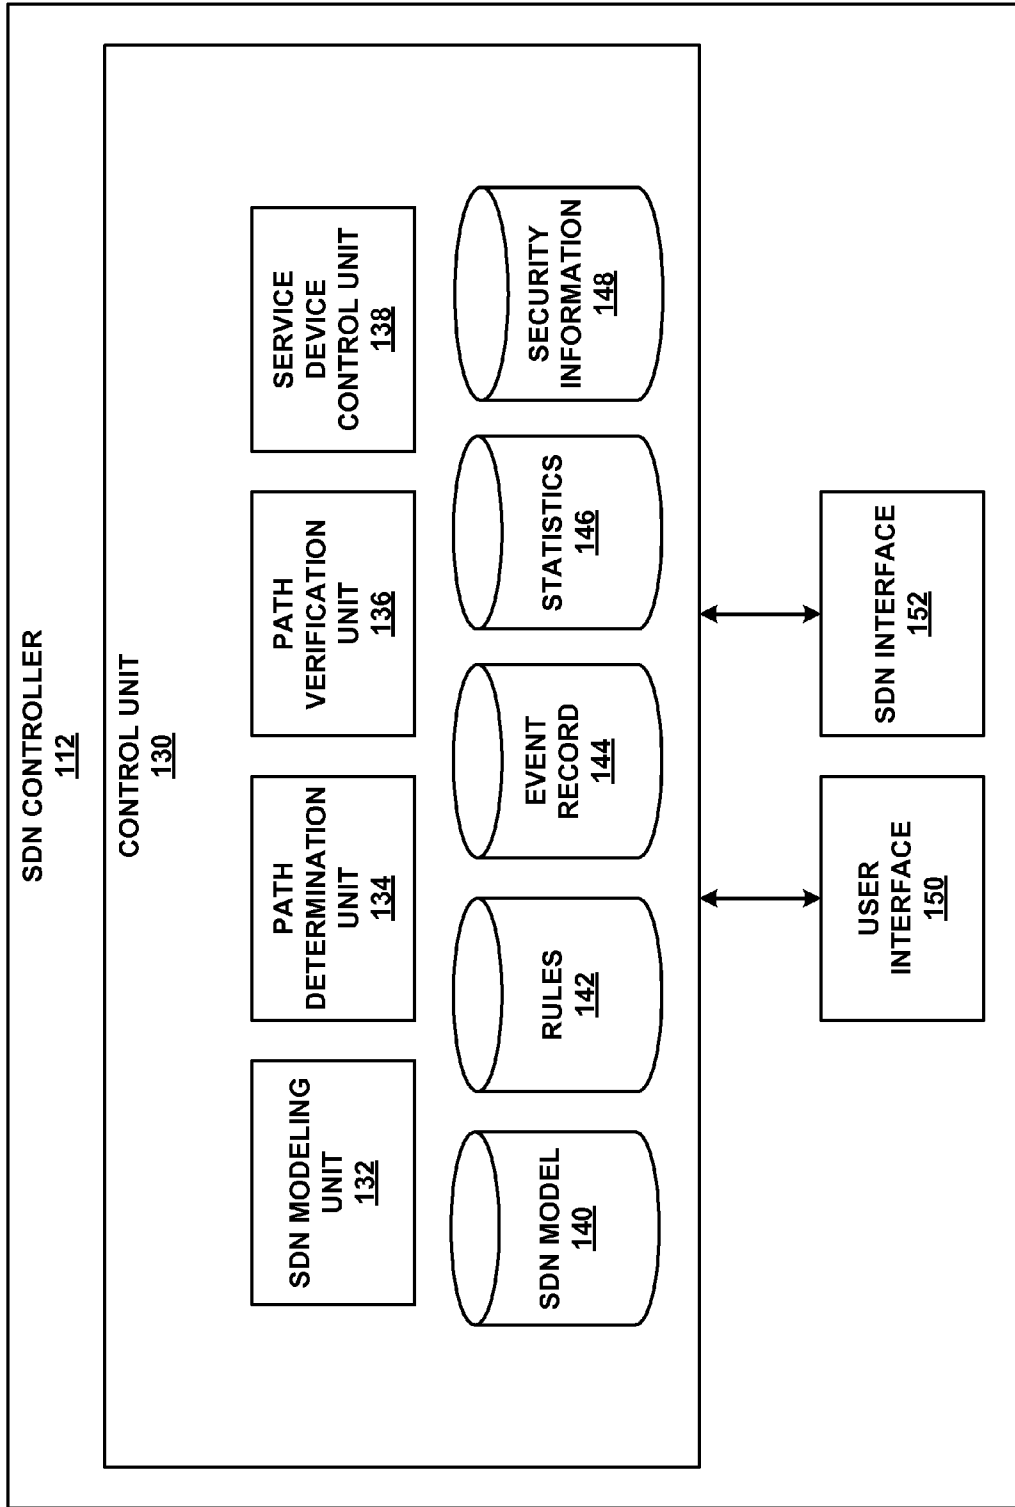 SDN CONTROLLER
112
CONTROL UNIT
130
SDN MODELING
UNIT
132
PATH
DETERMINATION
UNIT
134
PATH
VERIFICATION
UNIT
136
SERVICE
DEVICE
CONTROL UNIT
138
SDN MODEL
140
RULES
142
EVENT
RECORD
144
STATISTICS
146
SECURITY
INFORMATION
148
USER
INTERFACE
150
SDN INTERFACE
152